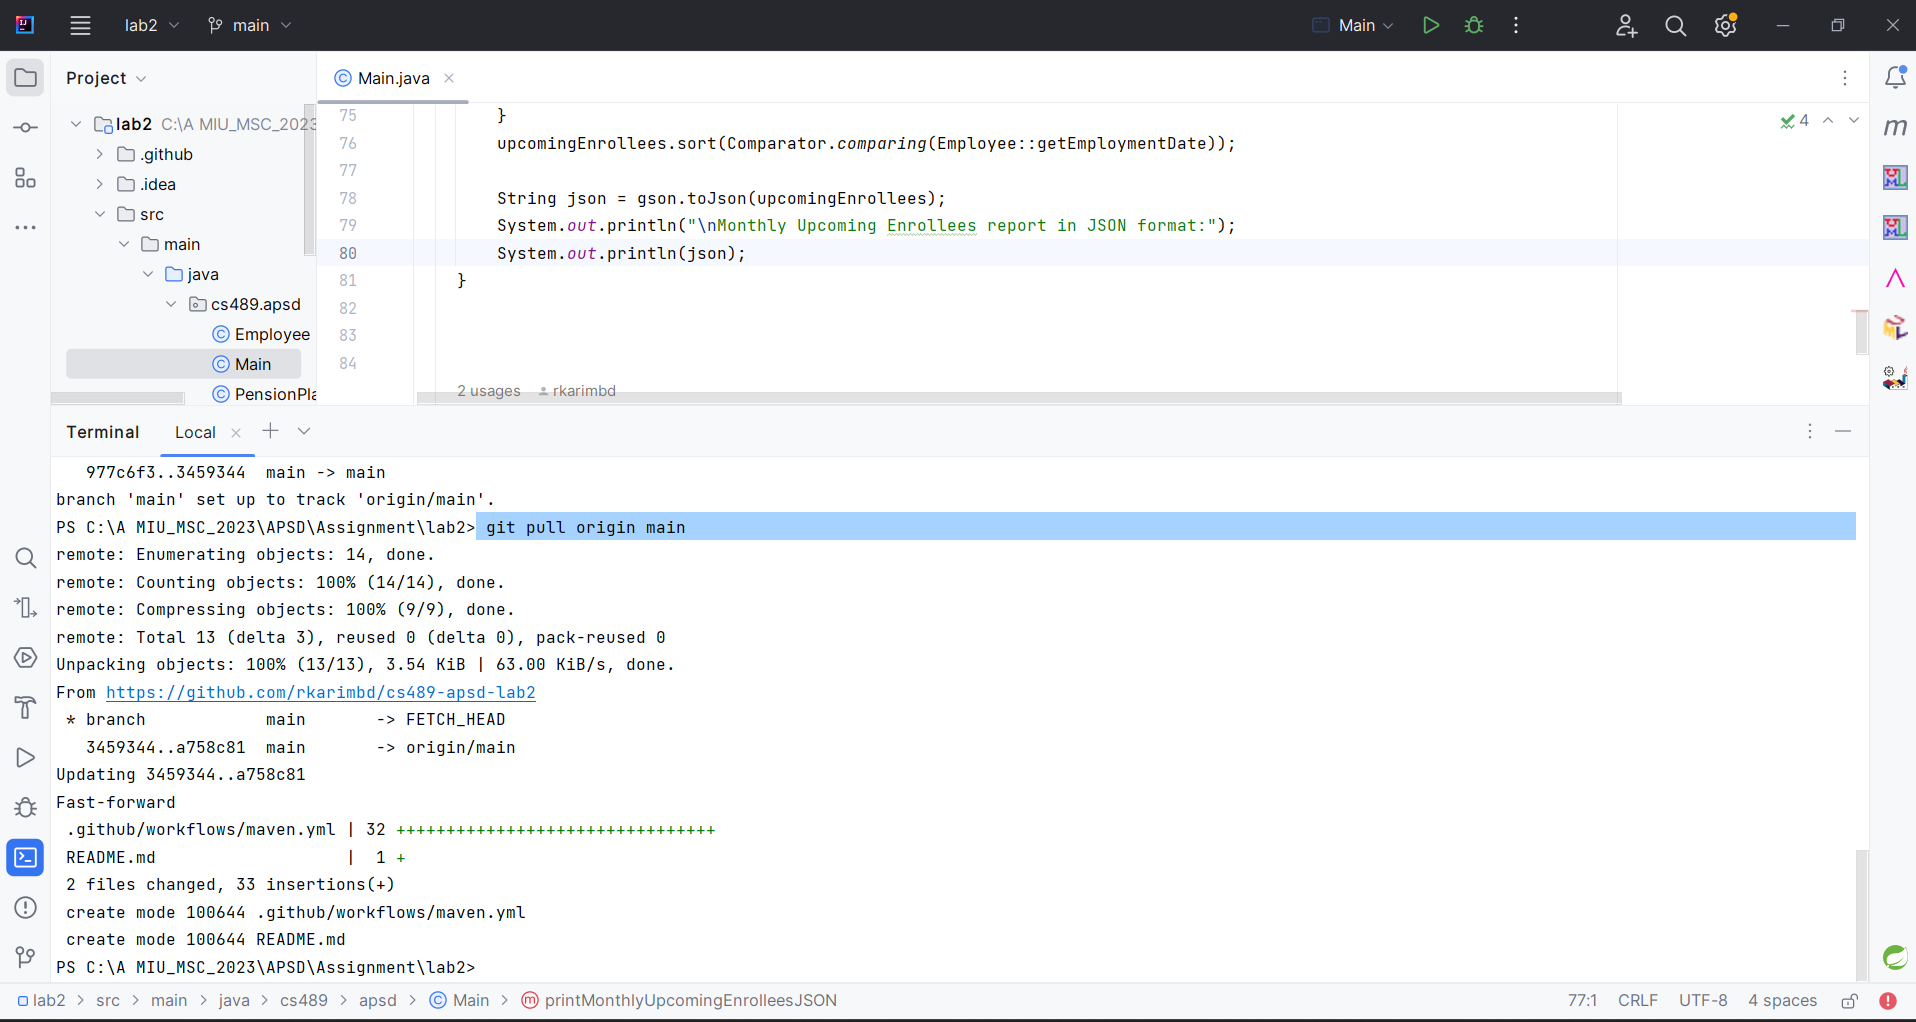 lab2 main Main
Project
Main.java
lab2 C:\A MIU_MSC_2023
.github
.idea
src
main
java
cs489.apsd
Employee
Main
PensionPla
75 }
76 upcomingEnrollees.sort(Comparator.comparing(Employee::getEmploymentDate));
77
78 String json = gson.toJson(upcomingEnrollees);
79 System.out.println("\nMonthly Upcoming Enrollees report in JSON format:");
80 System.out.println(json);
81 }
82
83
84
2 usages rkarimbd
4
Terminal Local
977c6f3..3459344 main -> main
branch 'main' set up to track 'origin/main'.
PS C:\A MIU_MSC_2023\APSD\Assignment\lab2> git pull origin main
remote: Enumerating objects: 14, done.
remote: Counting objects: 100% (14/14), done.
remote: Compressing objects: 100% (9/9), done.
remote: Total 13 (delta 3), reused 0 (delta 0), pack-reused 0
Unpacking objects: 100% (13/13), 3.54 KiB | 63.00 KiB/s, done.
From https://github.com/rkarimbd/cs489-apsd-lab2
* branch main -> FETCH_HEAD
3459344..a758c81 main -> origin/main
Updating 3459344..a758c81
Fast-forward
.github/workflows/maven.yml | 32 ++++++++++++++++++++++++++++++++
README.md | 1 +
2 files changed, 33 insertions(+)
create mode 100644 .github/workflows/maven.yml
create mode 100644 README.md
PS C:\A MIU_MSC_2023\APSD\Assignment\lab2>
lab2 > src > main > java > cs489 > apsd > Main > printMonthlyUpcomingEnrolleesJSON
77:1 CRLF UTF-8 4 spaces